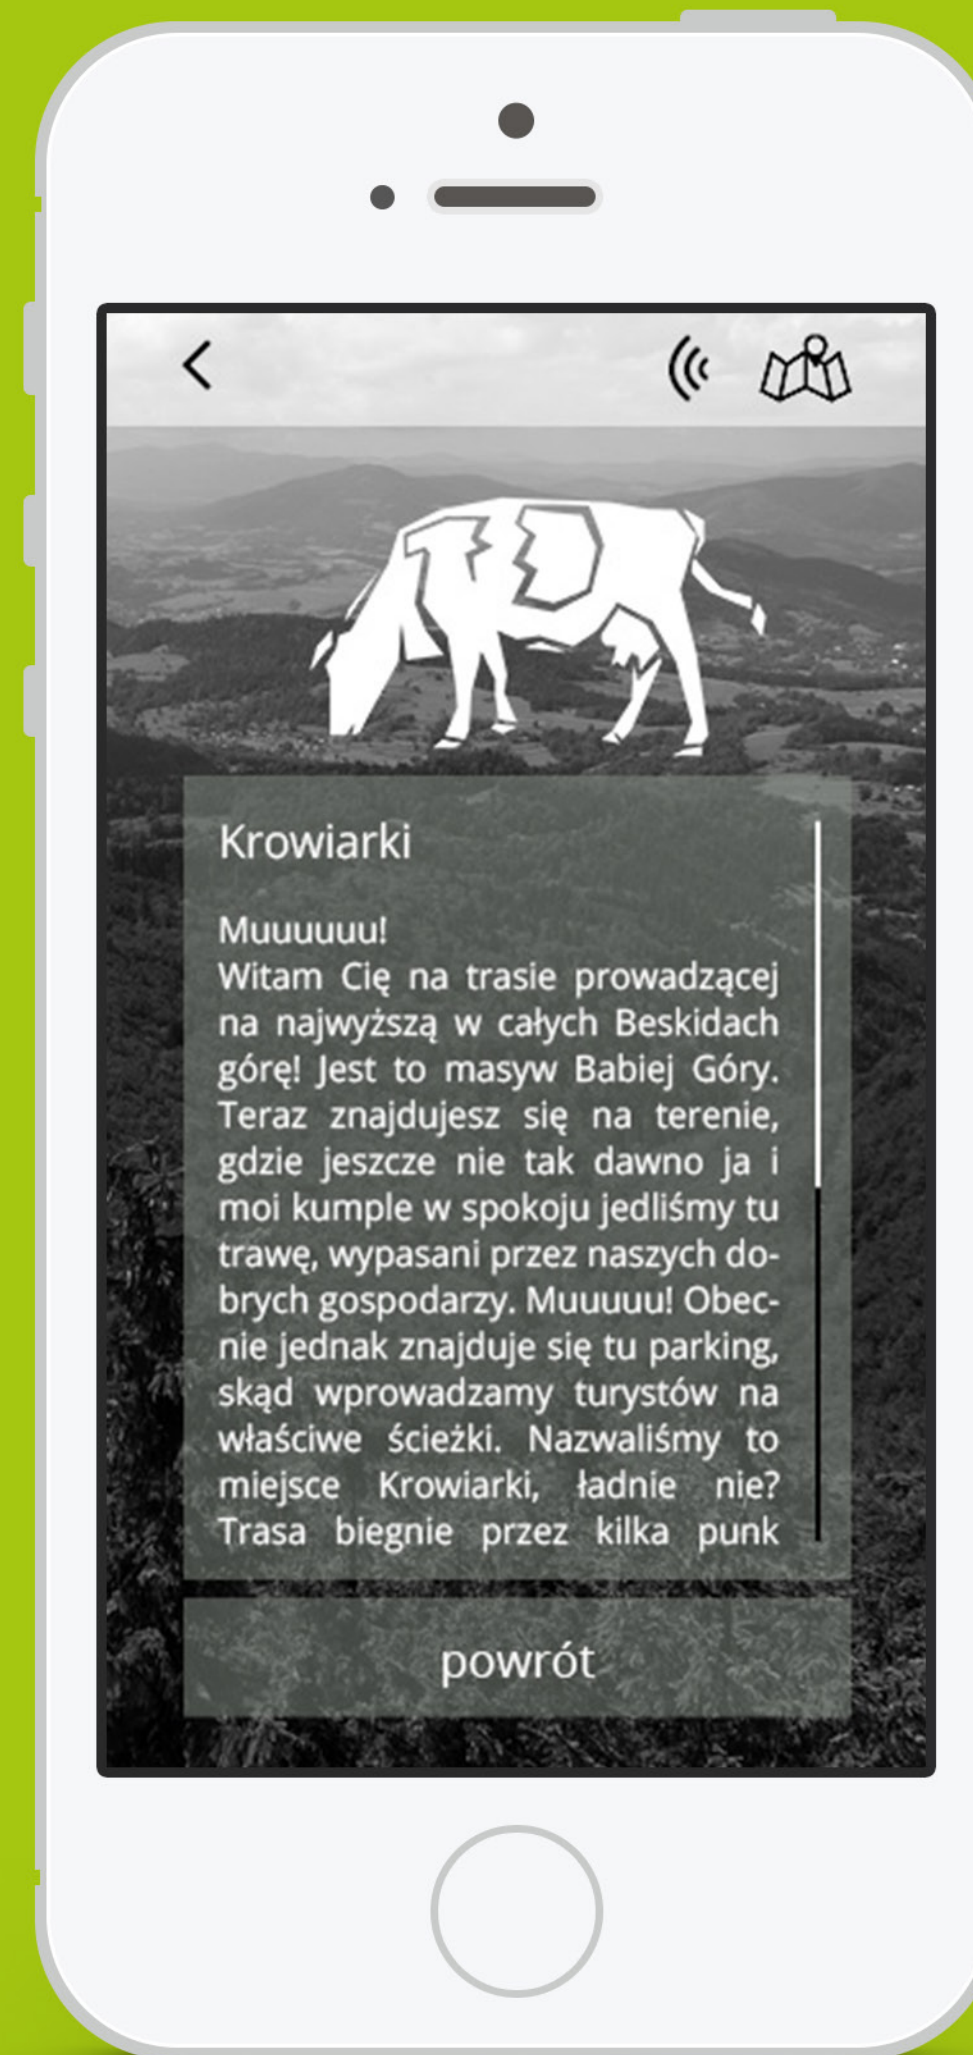 Krowiarki
Muuuuuu!
Witam Cię na trasie prowadzącej
na najwyższą w całych Beskidach
górę! Jest to masyw Babiej Góry.
Teraz znajdujesz się na terenie,
gdzie jeszcze nie tak dawno ja i
moi kumple w spokoju jedliśmy tu
trawę, wypasani przez naszych do-
brych gospodarzy. Muuuuu! Obec-
nie jednak znajduje się tu parking,
skąd wprowadzamy turystów na
właściwe ścieżki. Nazwaliśmy to
miejsce Krowiarki, ładnie nie?
Trasa biegnie przez kilka punk
powrót